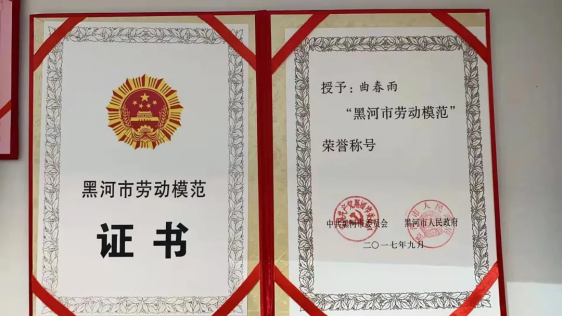 黑河市劳动模范
证书
授予：曲春雨
“黑河市劳动模范”
荣誉称号
中共黑河市委员会 黑河市人民政府
二〇一七年九月